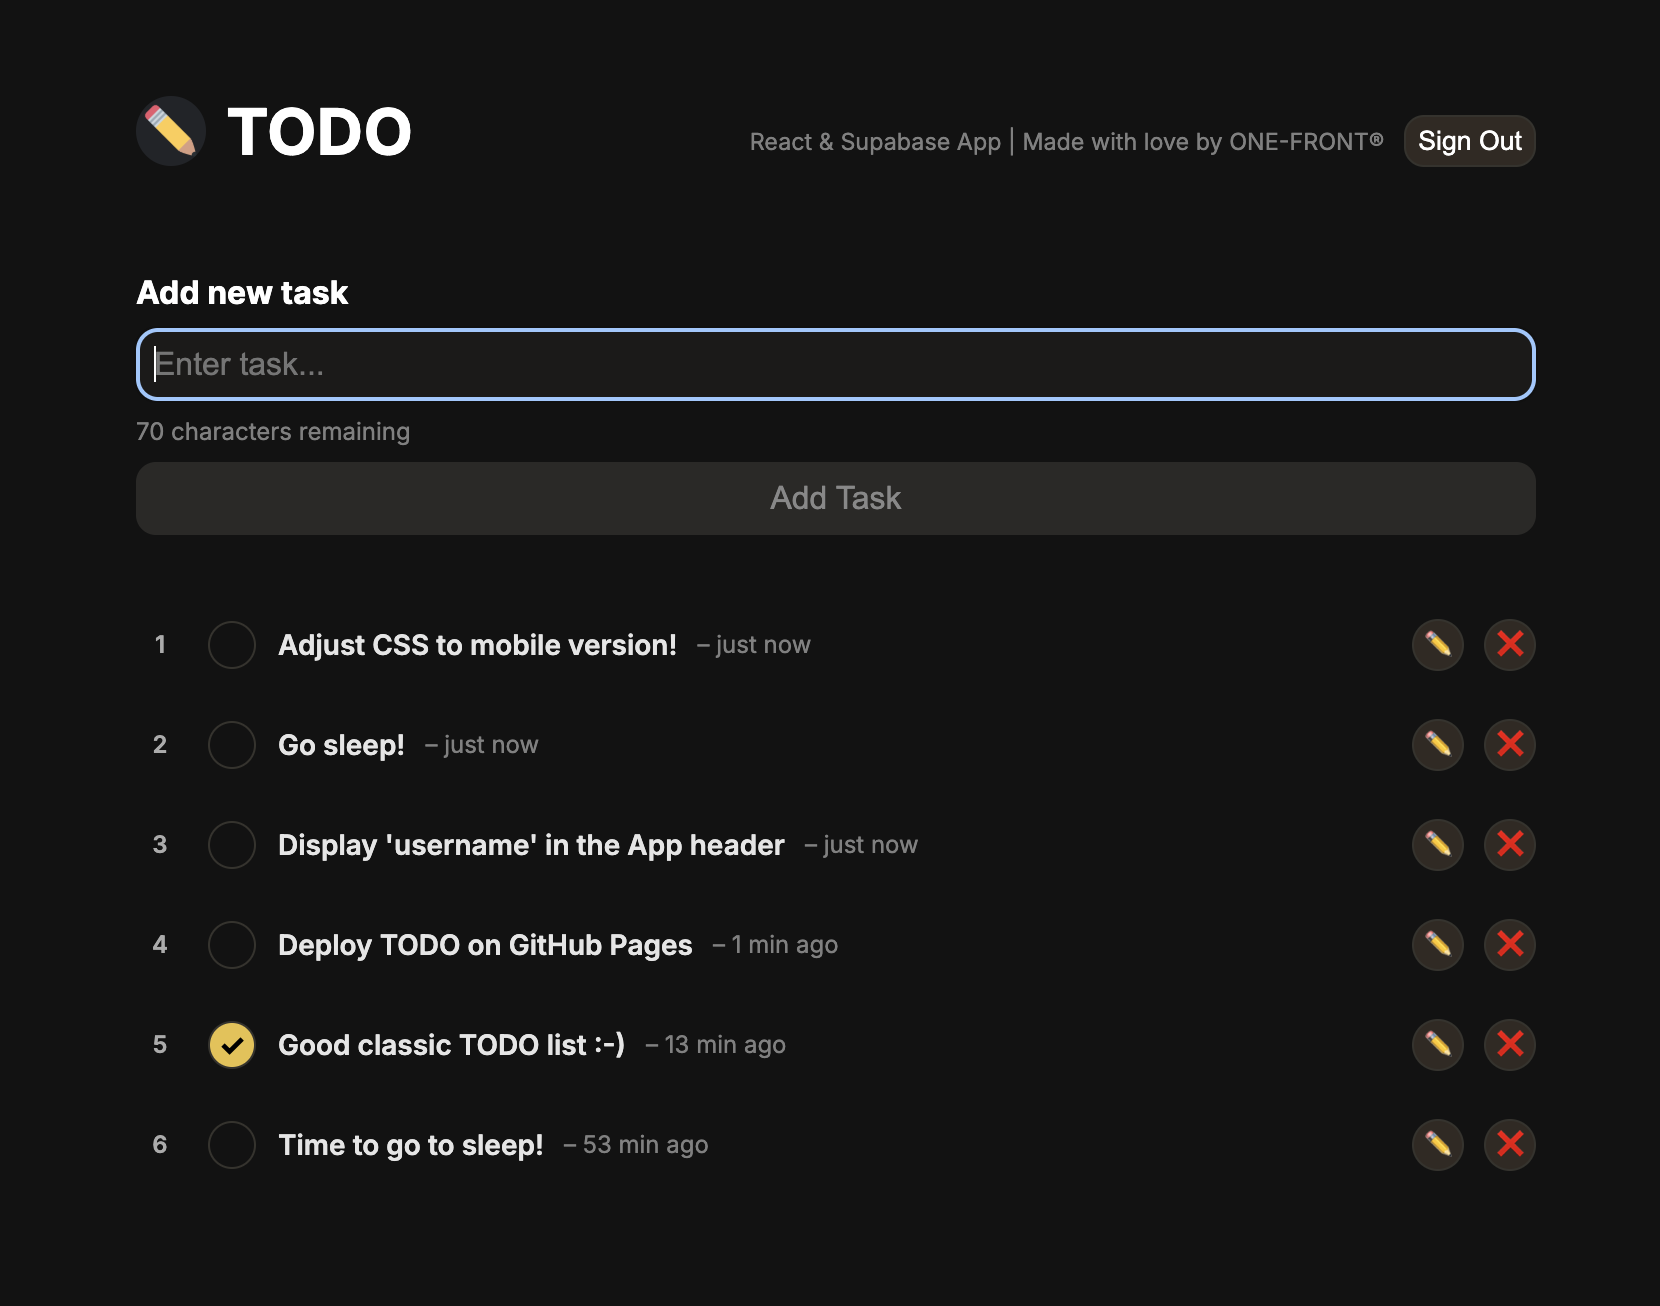 TODO
React & Supabase App | Made with love by ONE-FRONT®
Sign Out
Add new task
Enter task...
70 characters remaining
Add Task
1 Adjust CSS to mobile version! – just now
2 Go sleep! – just now
3 Display 'username' in the App header – just now
4 Deploy TODO on GitHub Pages – 1 min ago
5 Good classic TODO list :-) – 13 min ago
6 Time to go to sleep! – 53 min ago